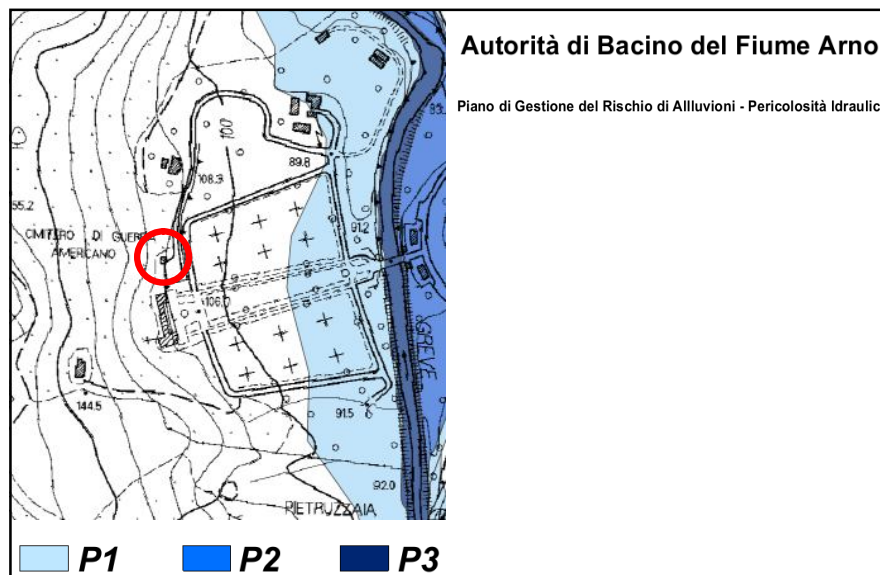 Autorità di Bacino del Fiume Arno
Piano di Gestione del Rischio di Allluvioni - Pericolosità Idraulic
100
89.8
108.3
55.2
91.2
CIMITERO DI GUERRA
AMERICANO
106.0
GREVE
144.5
91.5
92.0
PIETRUZZAIA
P1
P2
P3